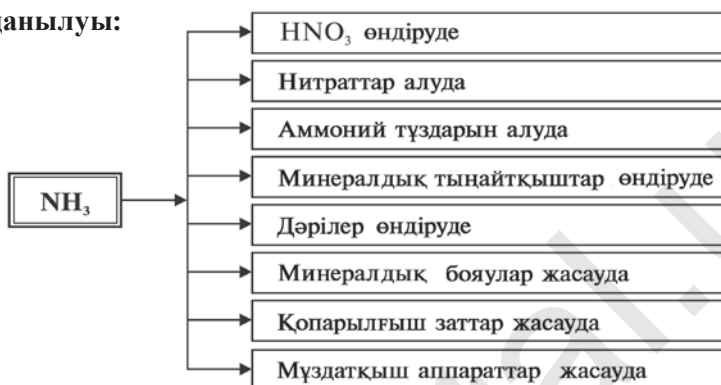 данылуы:
HNO₃ өндіруде
Нитраттар алуда
Аммоний тұздарын алуда
Минералдық тыңайтқыштар өндіруде
NH₃
Дәрілер өндіруде
Минералдық бояулар жасауда
Қопарылғыш заттар жасауда
Мұздатқыш аппараттар жасауда